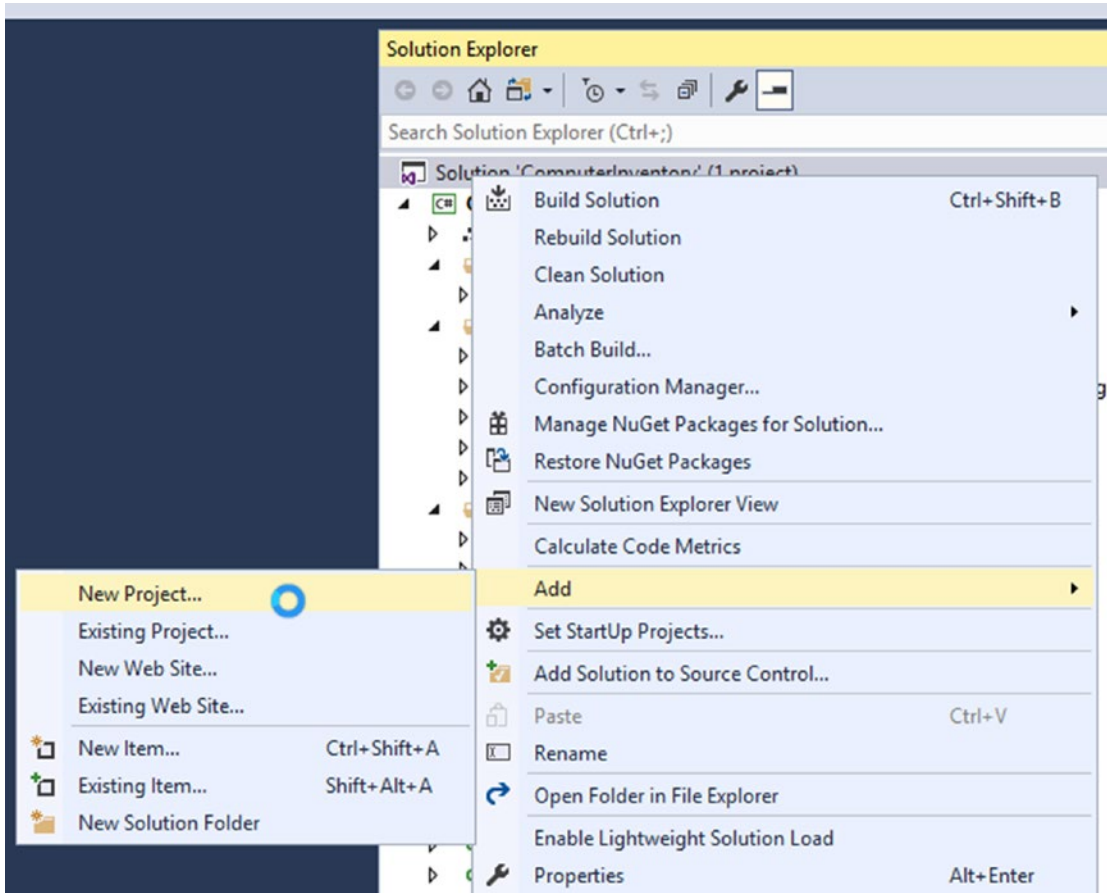 Solution Explorer
Search Solution Explorer (Ctrl+;)
Solution 'ComputerInventory' (1 project)
C#
Build Solution Ctrl+Shift+B
Rebuild Solution
Clean Solution
Analyze
Batch Build...
Configuration Manager...
Manage NuGet Packages for Solution...
Restore NuGet Packages
New Solution Explorer View
Calculate Code Metrics
Add
Set StartUp Projects...
Add Solution to Source Control...
Paste Ctrl+V
Rename
Open Folder in File Explorer
Enable Lightweight Solution Load
Properties Alt+Enter
New Project...
Existing Project...
New Web Site...
Existing Web Site...
New Item... Ctrl+Shift+A
Existing Item... Shift+Alt+A
New Solution Folder